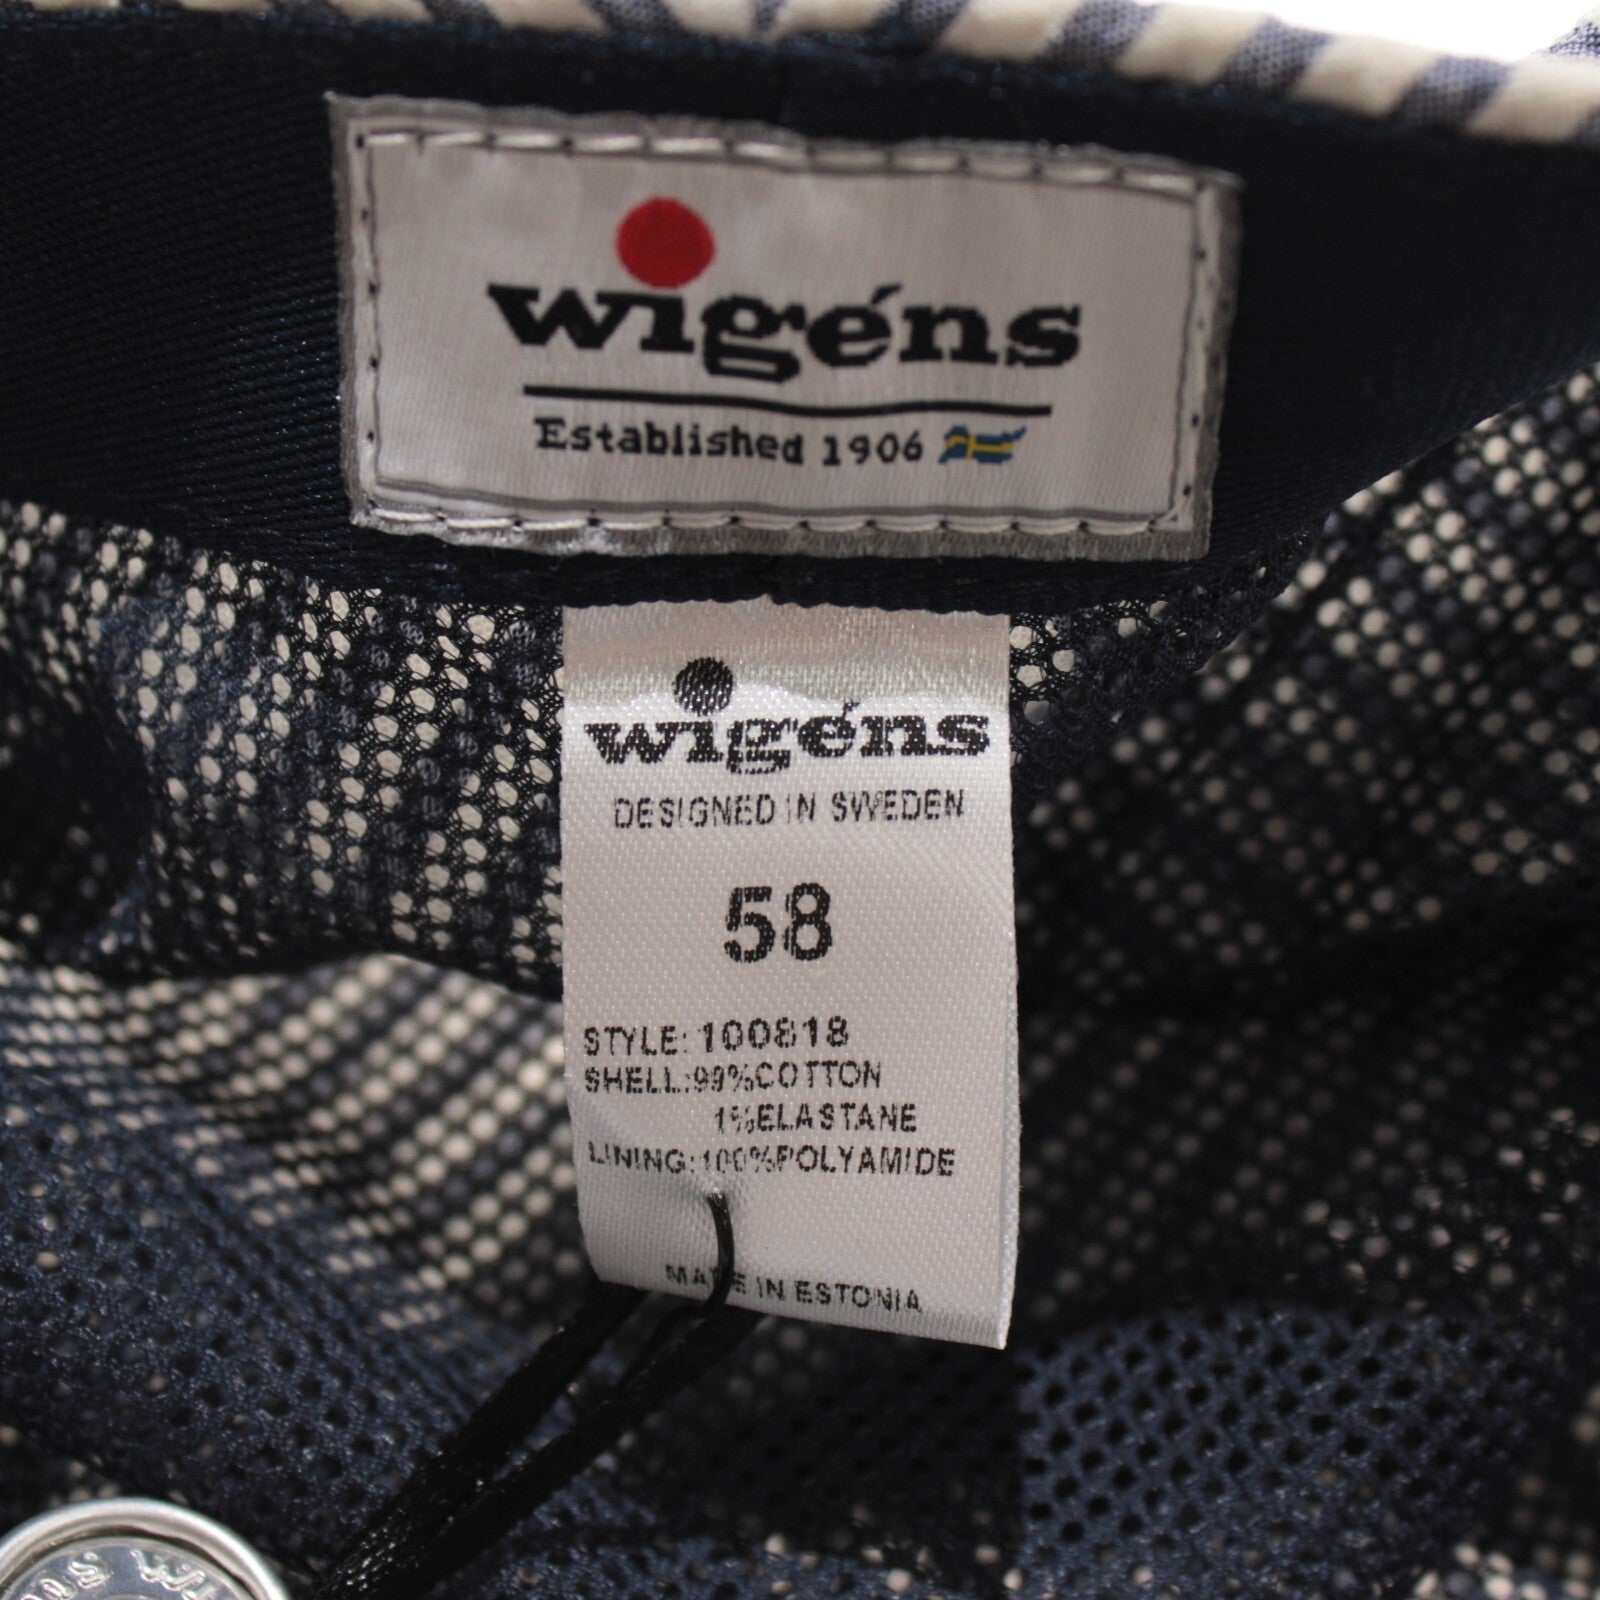 wigéns
Established 1906
wigéns
DESIGNED IN SWEDEN
58
STYLE: 100818
SHELL:99%COTTON
1%ELASTANE
LINING:100%POLYAMIDE
MADE IN ESTONIA